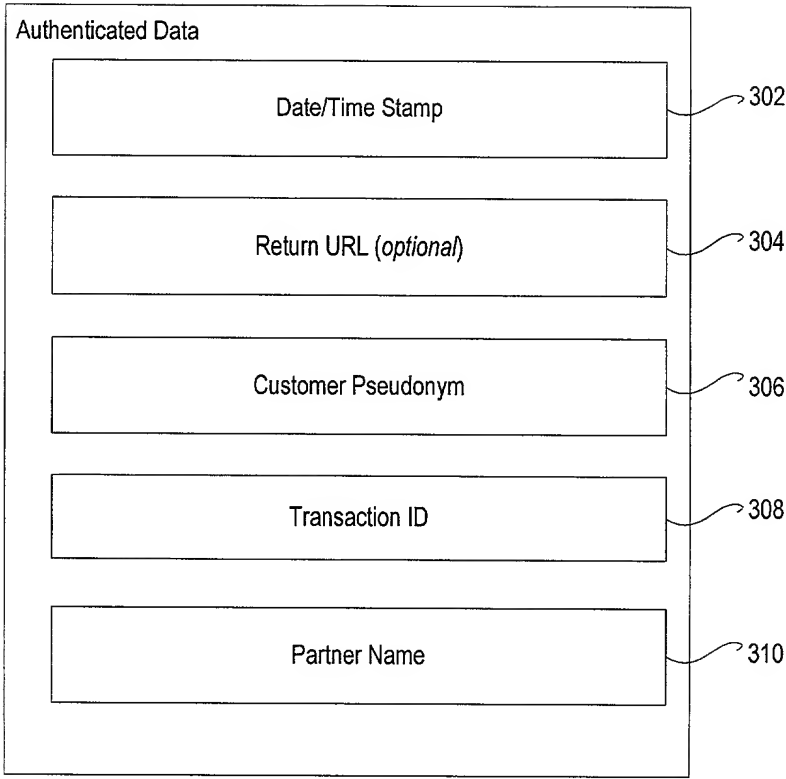 Authenticated Data
Date/Time Stamp
302
Return URL (optional)
304
Customer Pseudonym
306
Transaction ID
308
Partner Name
310